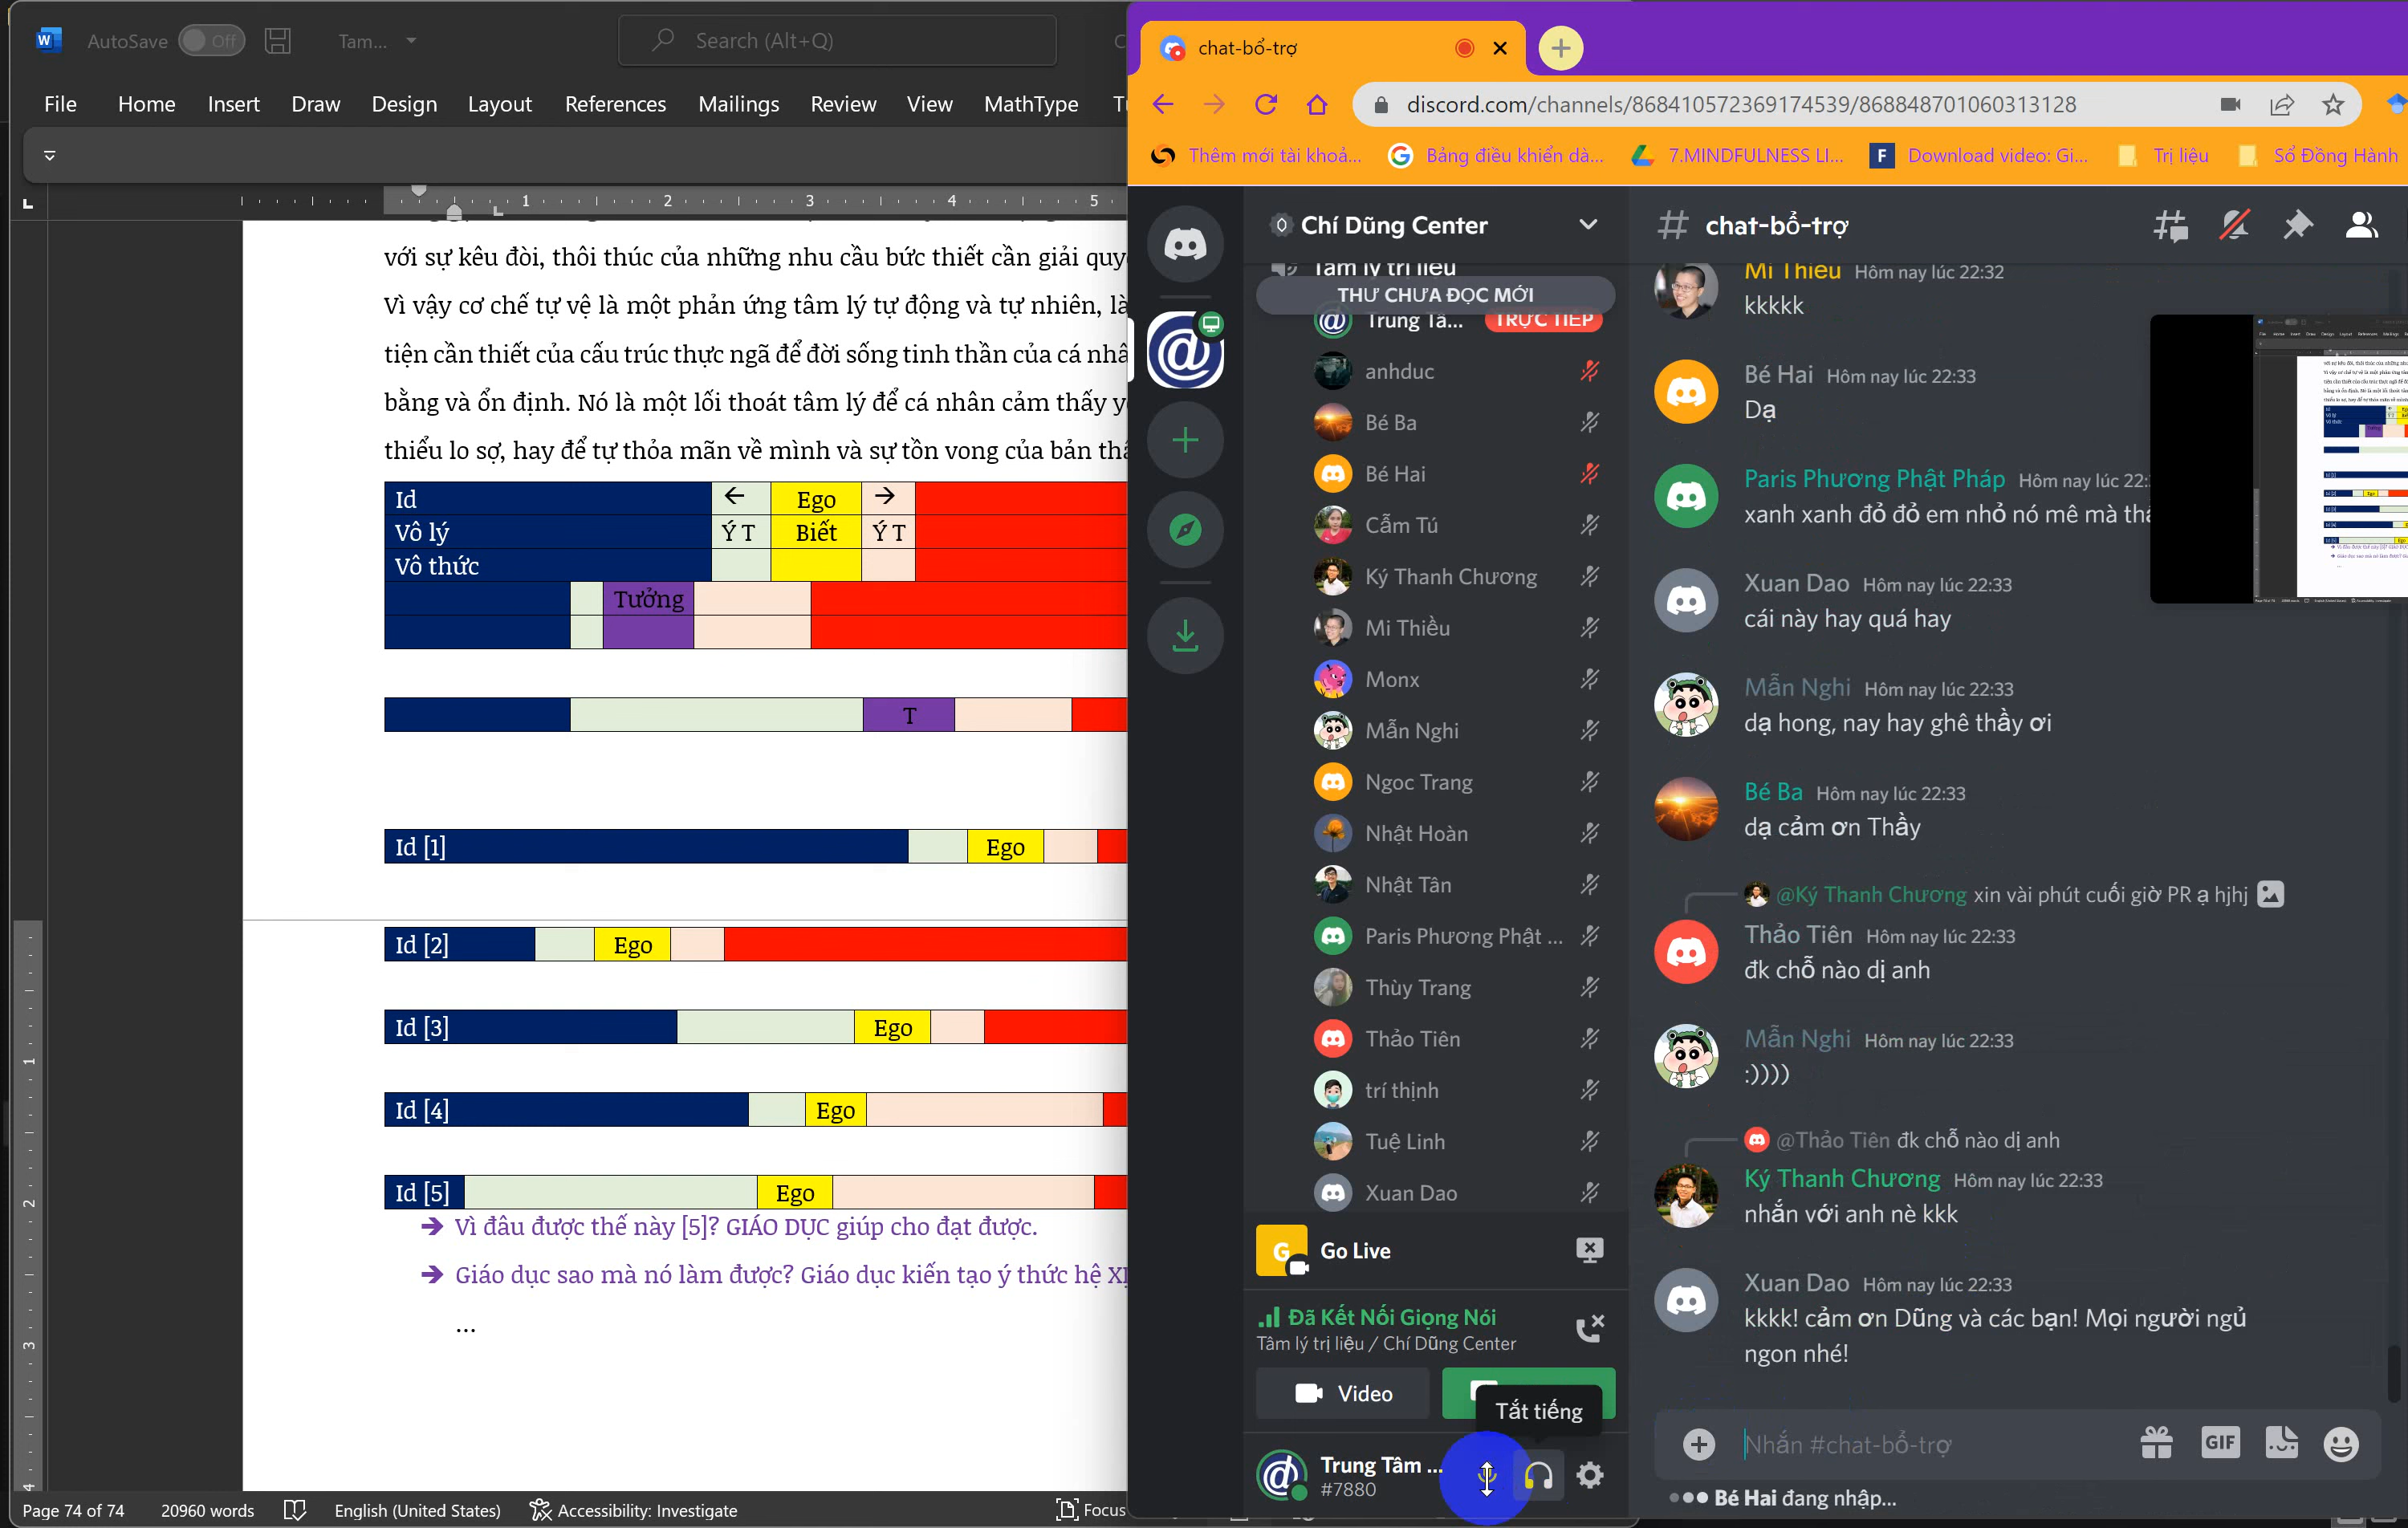 AutoSave
Off
Tam...
Search (Alt+Q)
File Home Insert Draw Design Layout References Mailings Review View MathType
1 2 3 4 5
với sự kêu đòi, thôi thúc của những nhu cầu bức thiết cần giải
Vì vậy cơ chế tự vệ là một phản ứng tâm lý tự động và tự nhiên,
tiện cần thiết của cấu trúc thực ngã để đời sống tinh thần của cá
bằng và ổn định. Nó là một lối thoát tâm lý để cá nhân cảm thấy
thiểu lo sợ, hay để tự thỏa mãn về mình và sự tồn vong của bản
Id ← Ego →
Vô lý Ý T Biết Ý T
Vô thức
Tưởng
T
Id [1] Ego
Id [2] Ego
Id [3] Ego
Id [4] Ego
Id [5] Ego
➔ Vì đâu được thế này [5]? GIÁO DỤC giúp cho đạt được.
➔ Giáo dục sao mà nó làm được? Giáo dục kiến tạo ý thức hệ
...
1
2
3
4
Page 74 of 74 20960 words English (United States) Accessibility: Investigate Focus
chat-bổ-trợ
discord.com/channels/868410572369174539/868848701060313128
Thêm mới tài khoả... Bảng điều khiển dà... 7.MINDFULNESS LI... Download video: Gi... Trị liệu Sổ Đồng Hành
Chí Dũng Center
Tâm lý trị liệu
THƯ CHƯA ĐỌC MỚI
Trung Tâ... TRỰC TIẾP
anhduc
Bé Ba
Bé Hai
Cẫm Tú
Ký Thanh Chương
Mi Thiều
Monx
Mẫn Nghi
Ngoc Trang
Nhật Hoàn
Nhật Tân
Paris Phương Phật ...
Thùy Trang
Thảo Tiên
trí thịnh
Tuệ Linh
Xuan Dao
G Go Live
Đã Kết Nối Giọng Nói
Tâm lý trị liệu / Chí Dũng Center
Video
Tắt tiếng
Trung Tâm ...
#7880
# chat-bổ-trợ
Mi Thiều Hôm nay lúc 22:32
kkkkk
Bé Hai Hôm nay lúc 22:33
Dạ
Paris Phương Phật Pháp Hôm nay lúc
xanh xanh đỏ đỏ em nhỏ nó mê mà
Xuan Dao Hôm nay lúc 22:33
cái này hay quá hay
Mẫn Nghi Hôm nay lúc 22:33
dạ hong, nay hay ghê thầy ơi
Bé Ba Hôm nay lúc 22:33
dạ cảm ơn Thầy
@Ký Thanh Chương xin vài phút cuối giờ PR ạ hjhj
Thảo Tiên Hôm nay lúc 22:33
đk chỗ nào dị anh
Mẫn Nghi Hôm nay lúc 22:33
:))))
@Thảo Tiên đk chỗ nào dị anh
Ký Thanh Chương Hôm nay lúc 22:33
nhắn với anh nè kkk
Xuan Dao Hôm nay lúc 22:33
kkkk! cảm ơn Dũng và các bạn! Mọi người ngủ
ngon nhé!
Nhắn #chat-bổ-trợ
GIF
Bé Hai đang nhập...